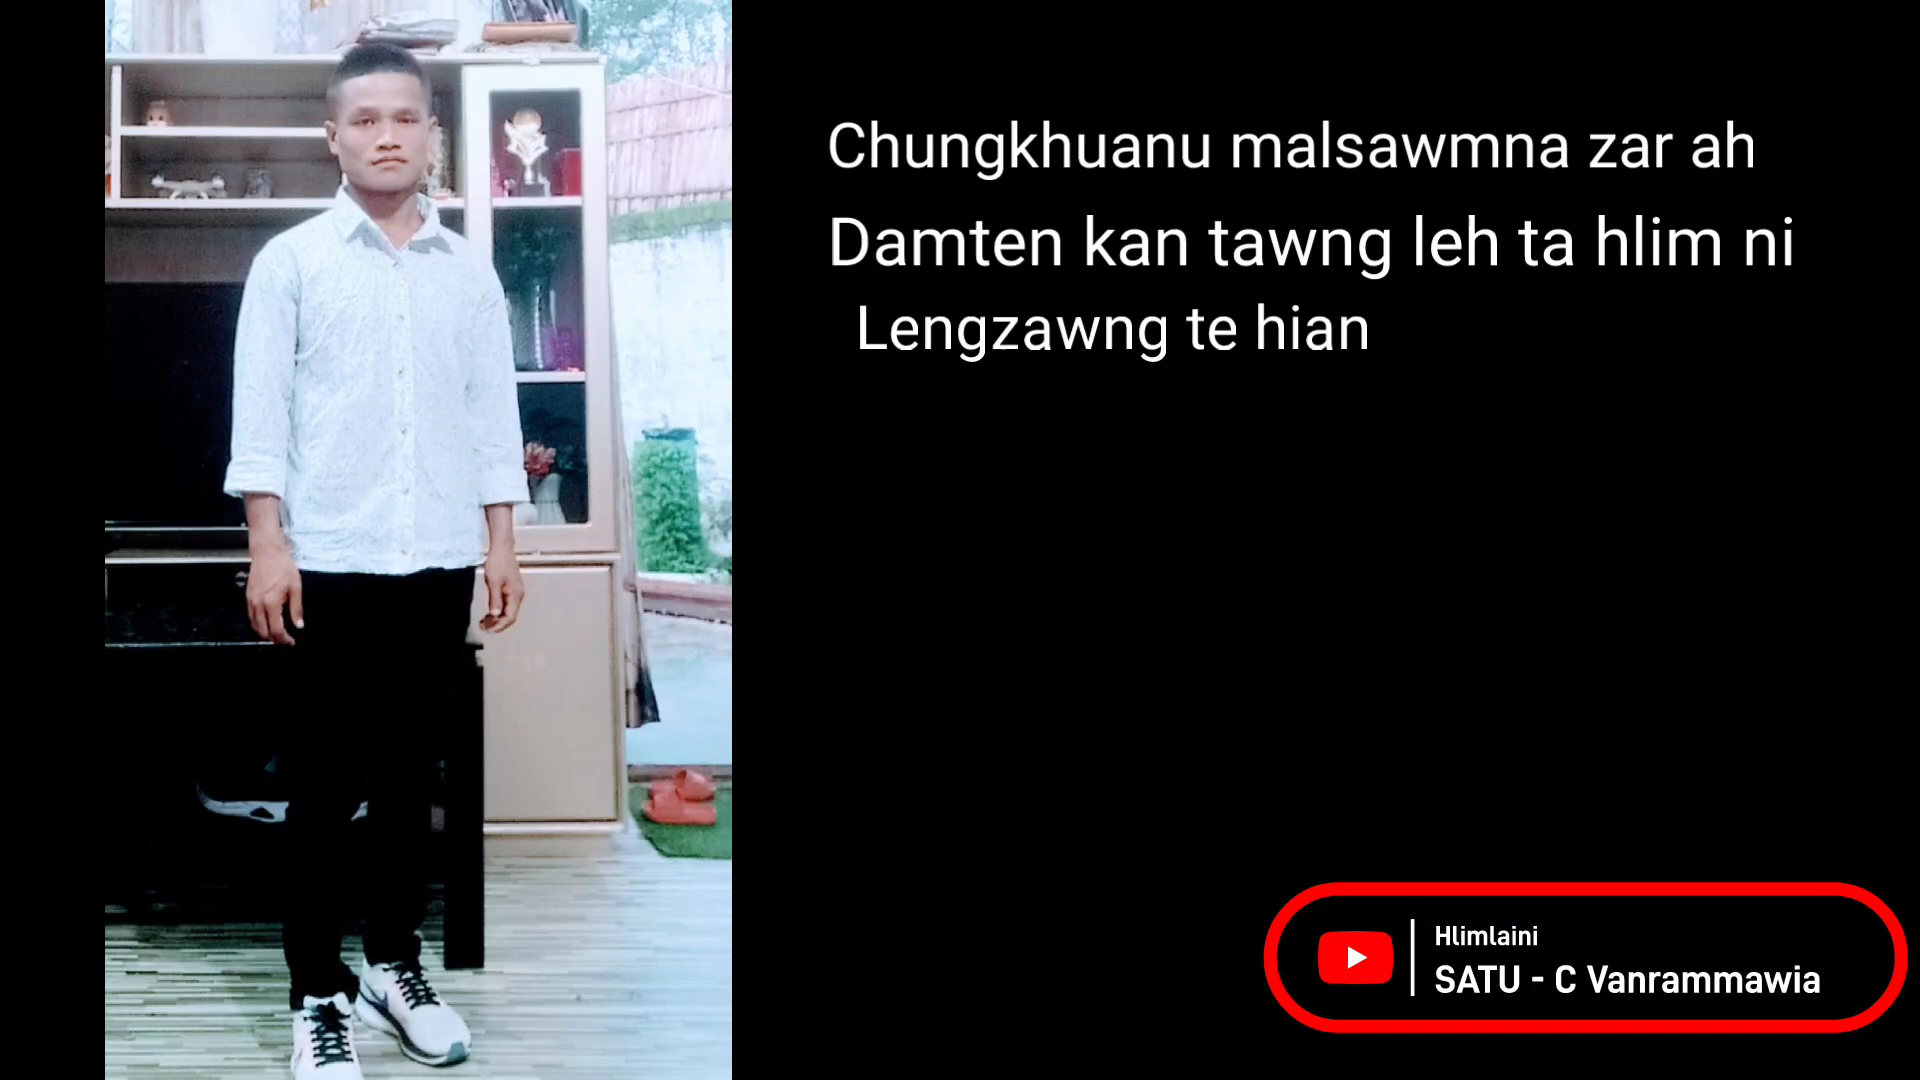 Chungkhuanu malsawmna zar ah
Damten kan tawng leh ta hlim ni
Lengzawng te hian
Hlimlaini
SATU - C Vanrammawia